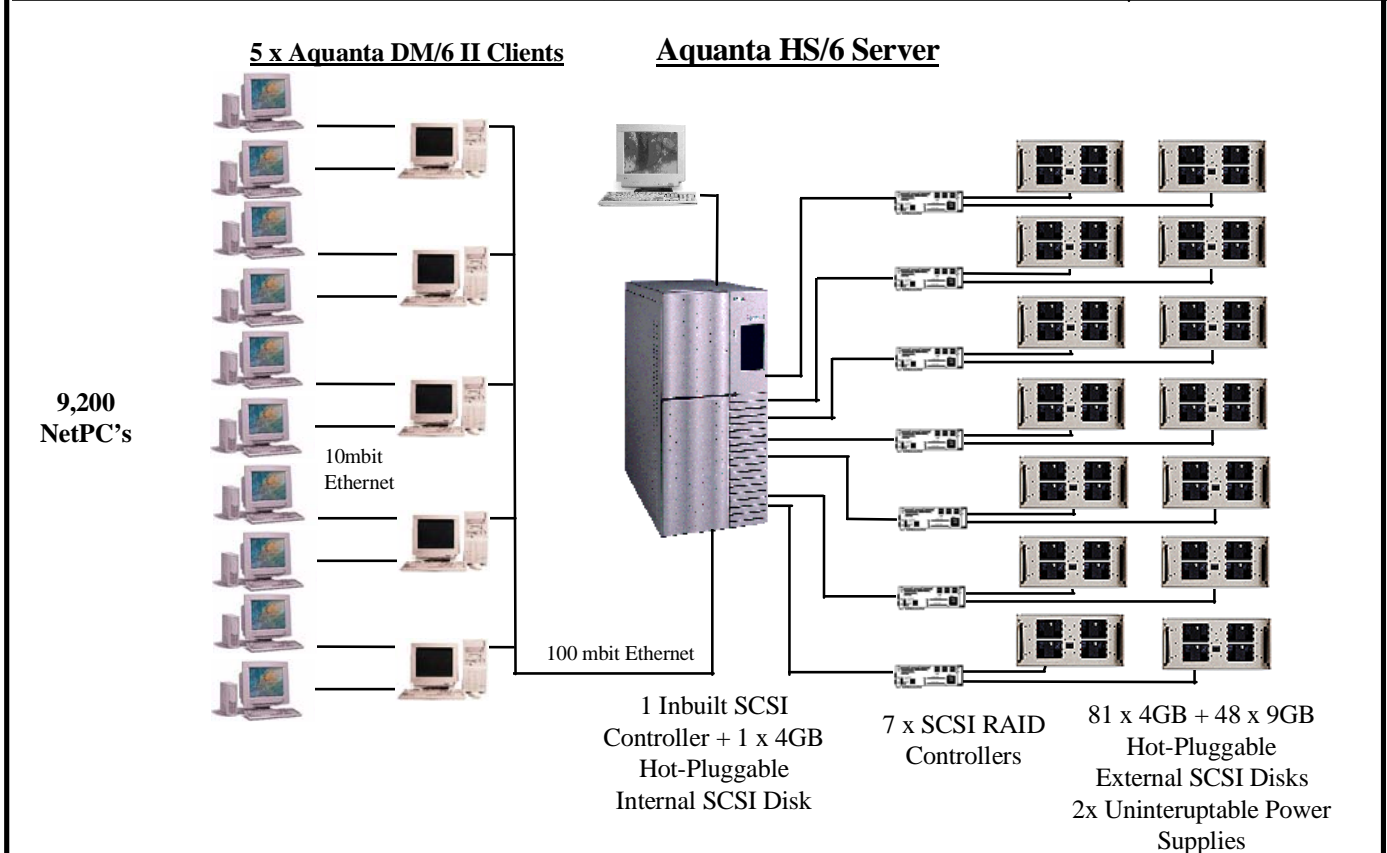 5 x Aquanta DM/6 II Clients
Aquanta HS/6 Server
9,200
NetPC's
10mbit
Ethernet
100 mbit Ethernet
1 Inbuilt SCSI
Controller + 1 x 4GB
Hot-Pluggable
Internal SCSI Disk
7 x SCSI RAID
Controllers
81 x 4GB + 48 x 9GB
Hot-Pluggable
External SCSI Disks
2x Uninteruptable Power
Supplies